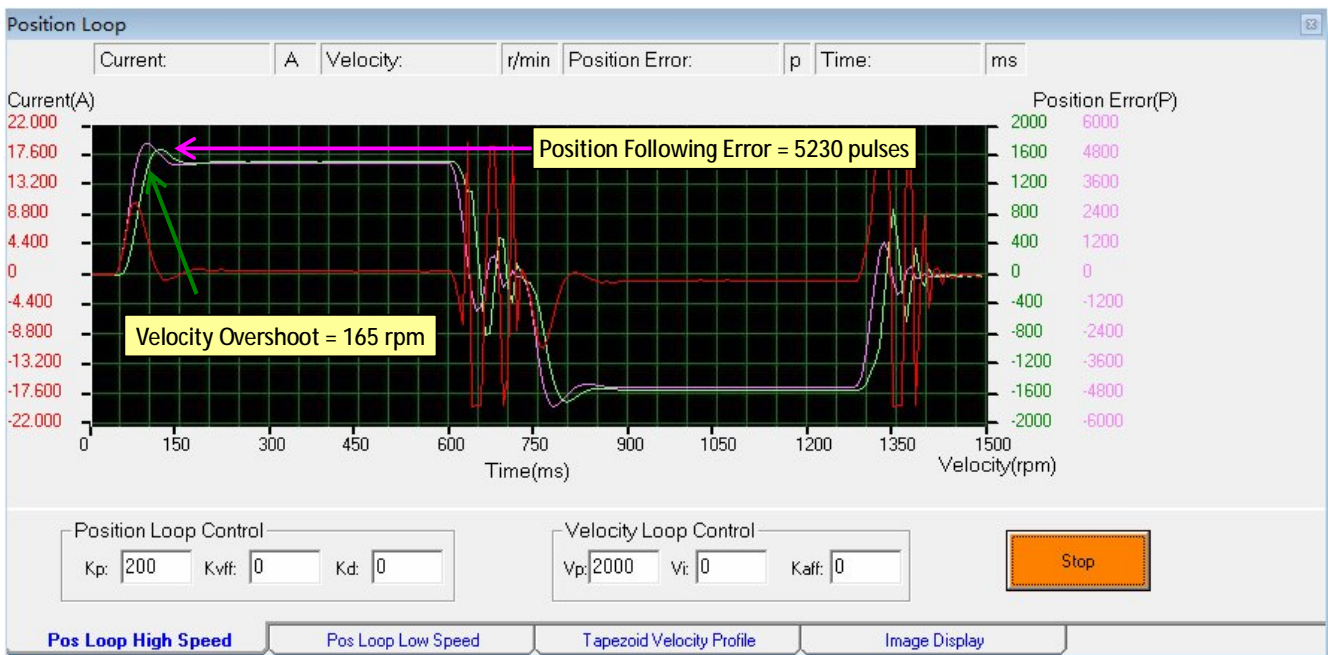 Position Loop
Current: A Velocity: r/min Position Error: p Time: ms
Current(A) Position Error(P)
22.000 2000 6000
17.600 1600 4800
13.200 1200 3600
8.800 800 2400
4.400 400 1200
0 0 0
-4.400 -400 -1200
-8.800 -800 -2400
-13.200 -1200 -3600
-17.600 -1600 -4800
-22.000 -2000 -6000
Position Following Error = 5230 pulses
Velocity Overshoot = 165 rpm
0 150 300 450 600 750 900 1050 1200 1350 1500
Time(ms) Velocity(rpm)
Position Loop Control Velocity Loop Control
Kp: 200 Kvff: 0 Kd: 0 Vp: 2000 Vi: 0 Kaff: 0 Stop
Pos Loop High Speed Pos Loop Low Speed Tapezoid Velocity Profile Image Display